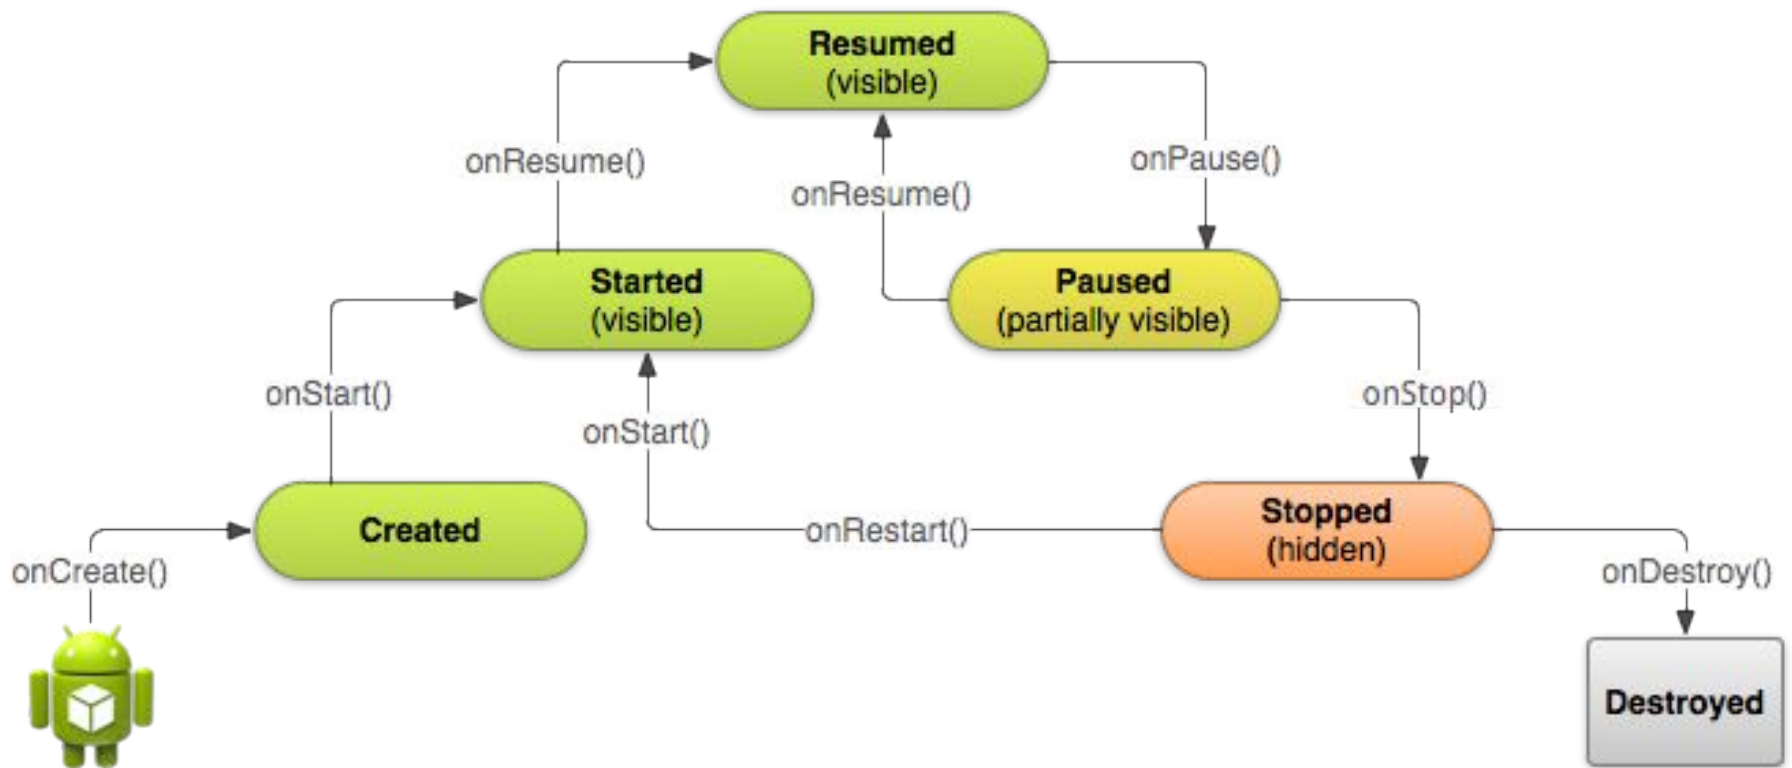 Resumed
(visible)
onResume()
onPause()
onResume()
Started
(visible)
Paused
(partially visible)
onStart()
onStop()
onStart()
Created
onRestart()
Stopped
(hidden)
onCreate()
onDestroy()
Destroyed